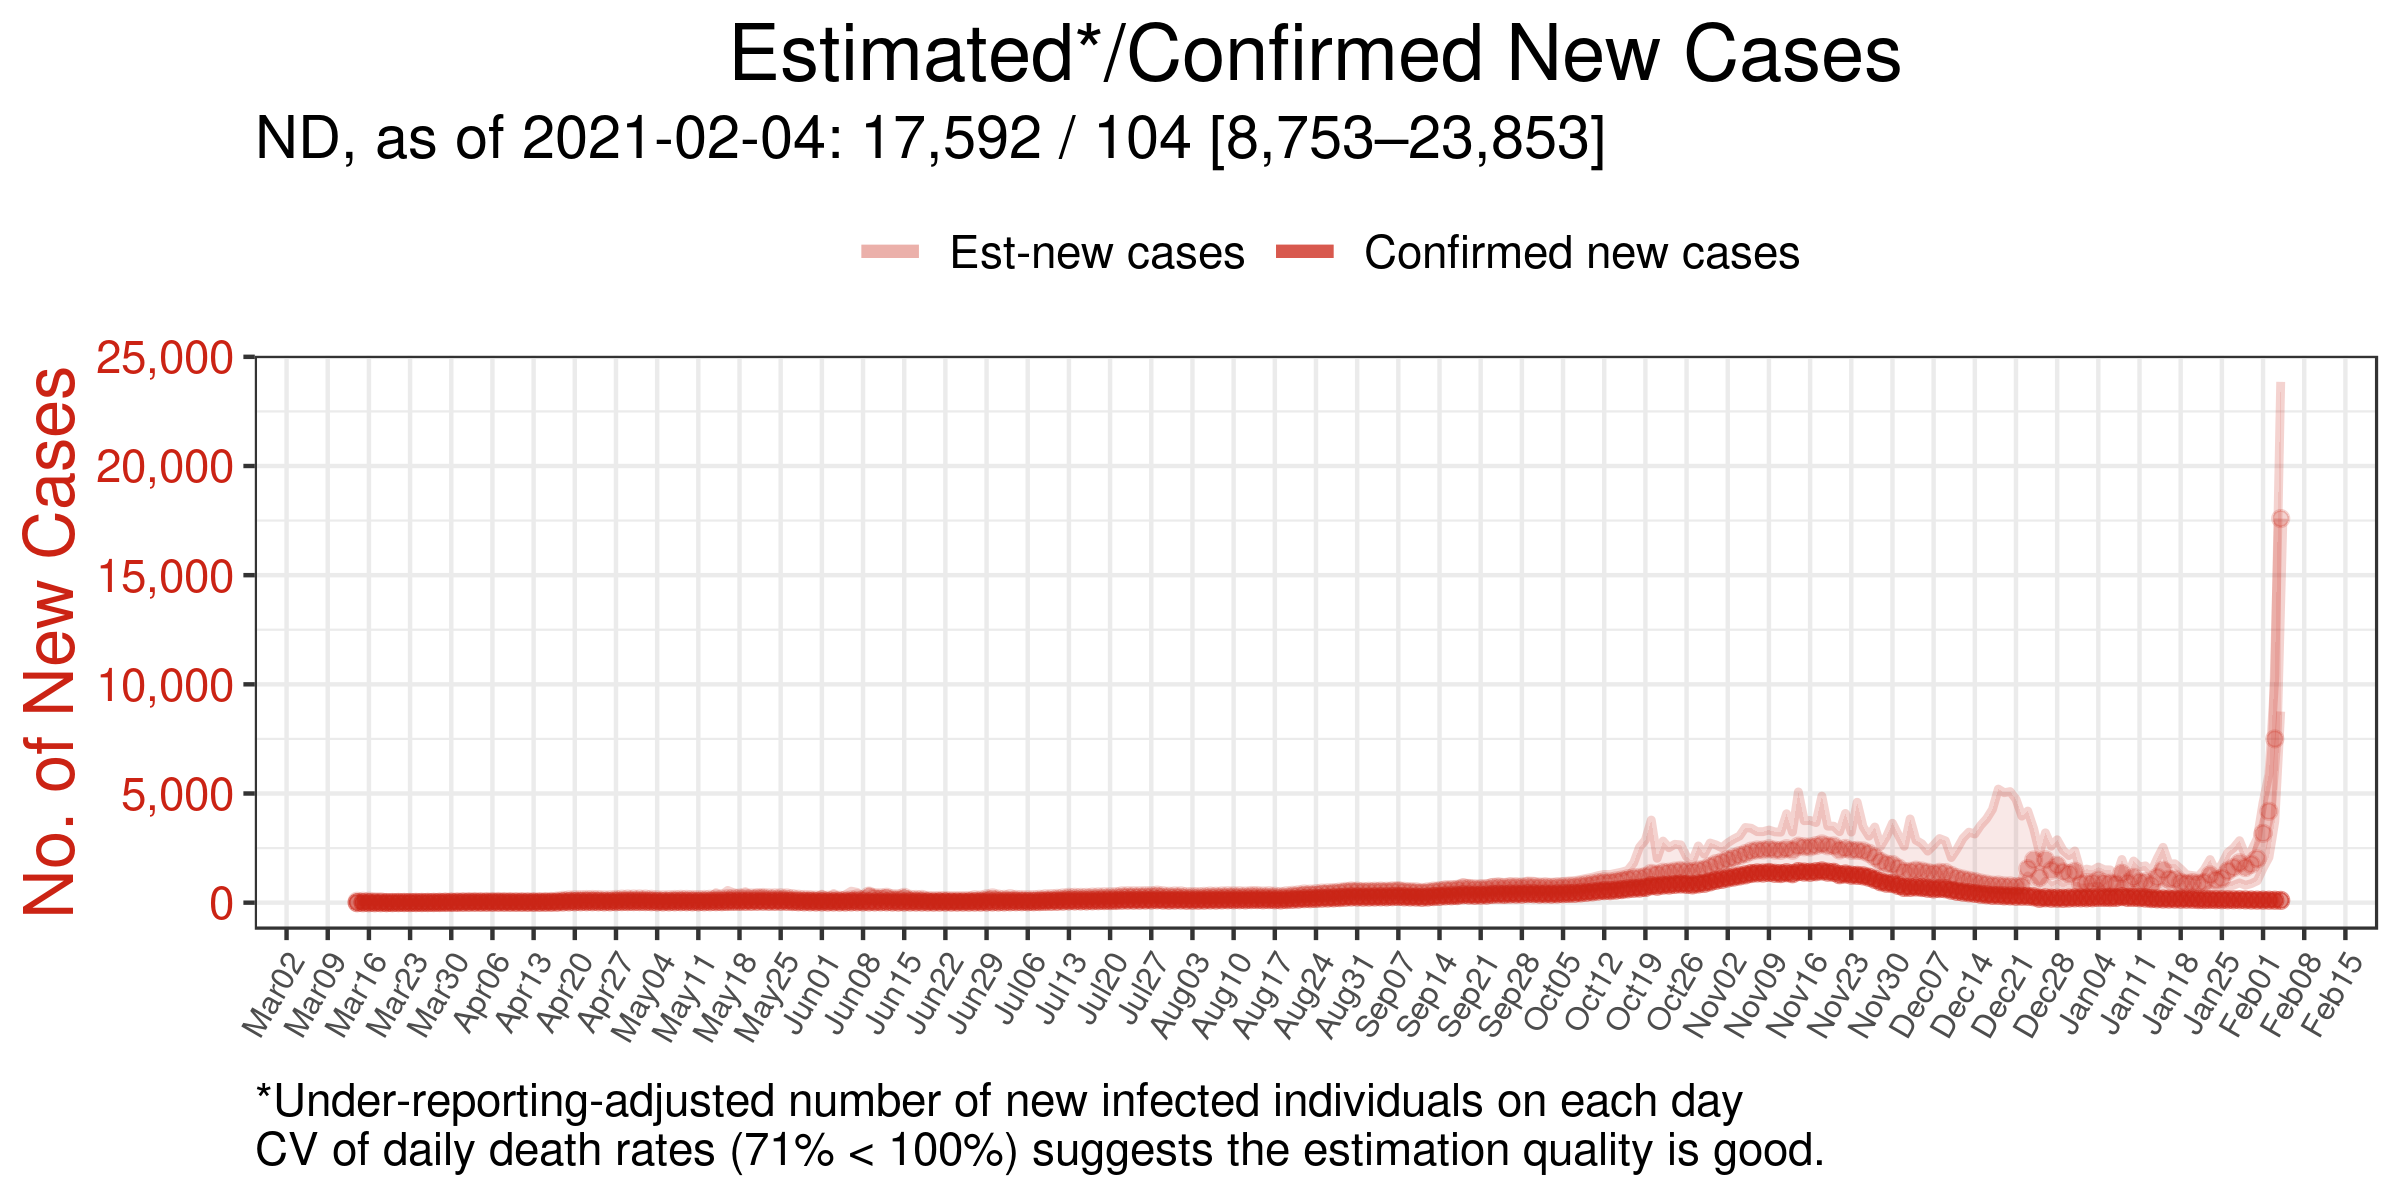 Estimated*/Confirmed New Cases
ND, as of 2021-02-04: 17,592 / 104 [8,753–23,853]
Est-new cases
Confirmed new cases
No. of New Cases
25,000
20,000
15,000
10,000
5,000
0
Mar02
Mar09
Mar16
Mar23
Mar30
Apr06
Apr13
Apr20
Apr27
May04
May11
May18
May25
Jun01
Jun08
Jun15
Jun22
Jun29
Jul06
Jul13
Jul20
Jul27
Aug03
Aug10
Aug17
Aug24
Aug31
Sep07
Sep14
Sep21
Sep28
Oct05
Oct12
Oct19
Oct26
Nov02
Nov09
Nov16
Nov23
Nov30
Dec07
Dec14
Dec21
Dec28
Jan04
Jan11
Jan18
Jan25
Feb01
Feb08
Feb15
*Under-reporting-adjusted number of new infected individuals on each day
CV of daily death rates (71% < 100%) suggests the estimation quality is good.